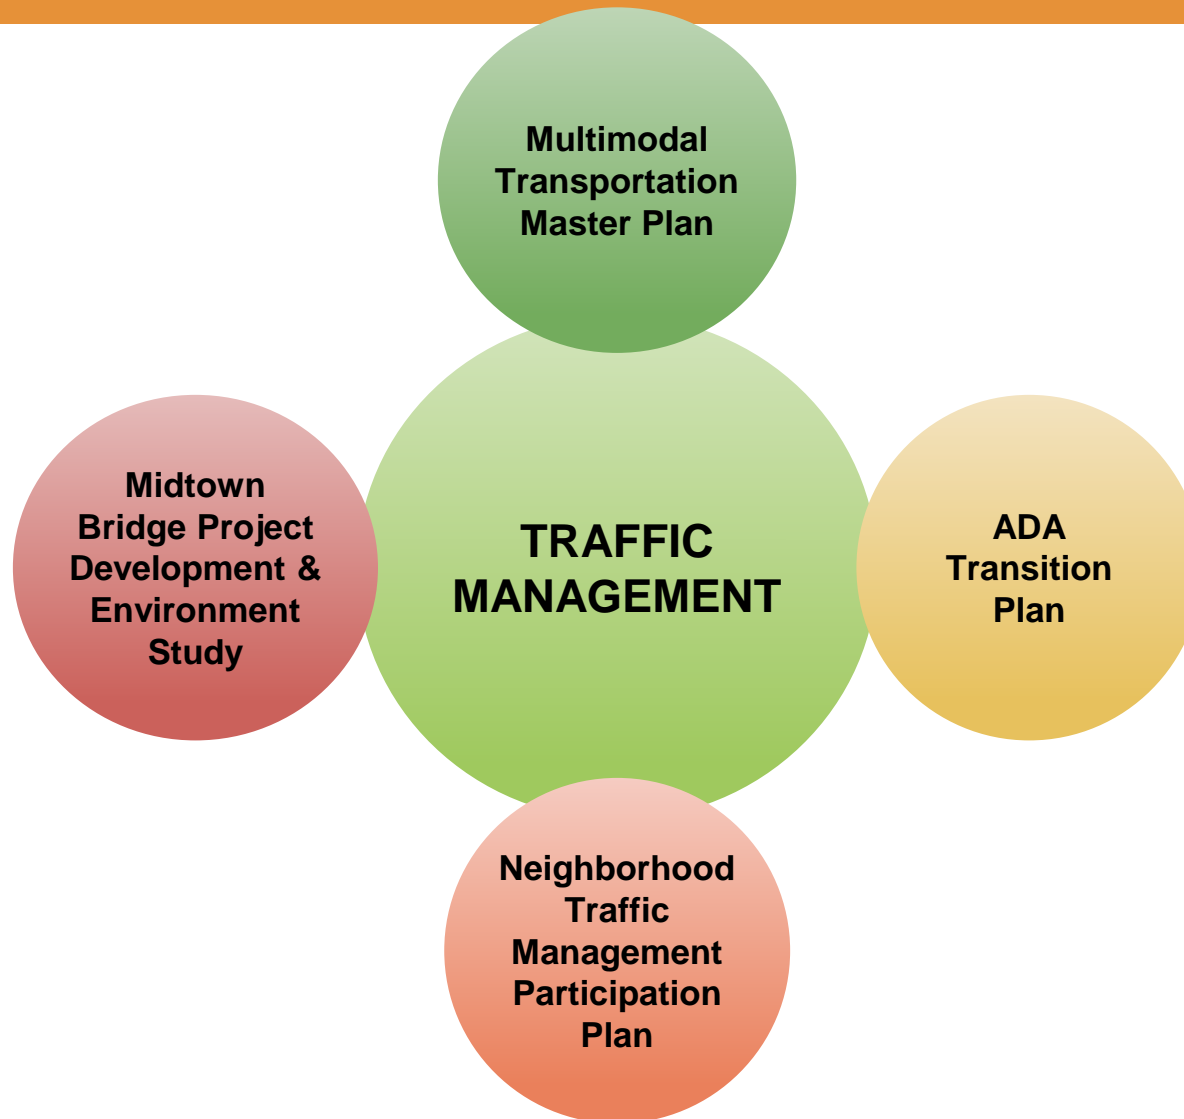 Multimodal
Transportation
Master Plan
Midtown
Bridge Project
Development &
Environment
Study
TRAFFIC
MANAGEMENT
ADA
Transition
Plan
Neighborhood
Traffic
Management
Participation
Plan